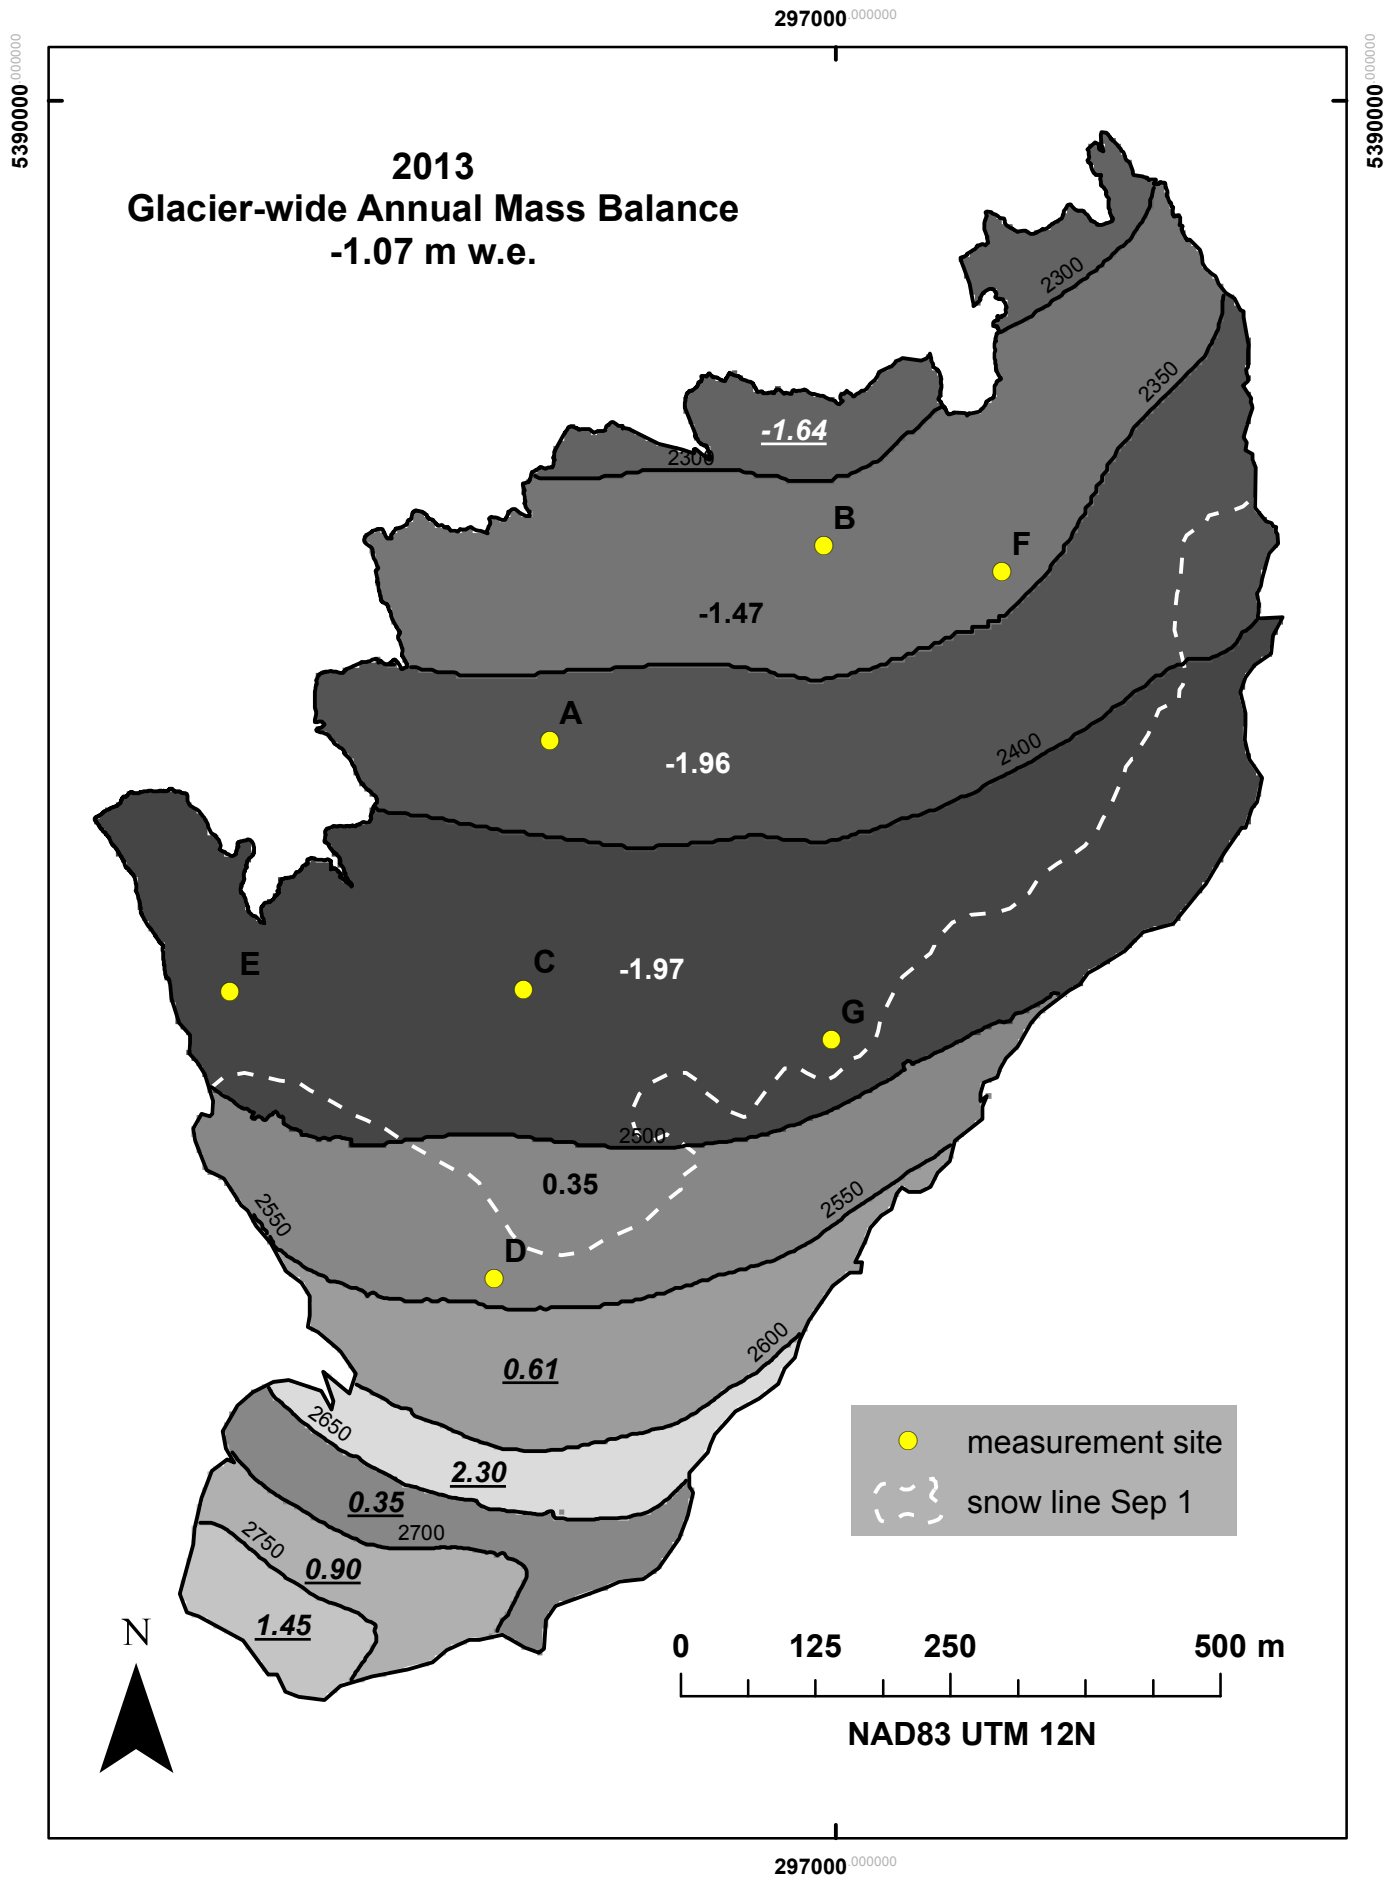 297000.000000
5390000.000000
5390000.000000
2013
Glacier-wide Annual Mass Balance
-1.07 m w.e.
2300
2350
-1.64
2300
B
F
-1.47
A
-1.96
2400
E
C
-1.97
G
2500
0.35
2550
2550
D
0.61
2600
2650
2.30
0.35
2700
2750
0.90
1.45
measurement site
snow line Sep 1
N
0 125 250 500 m
NAD83 UTM 12N
297000.000000